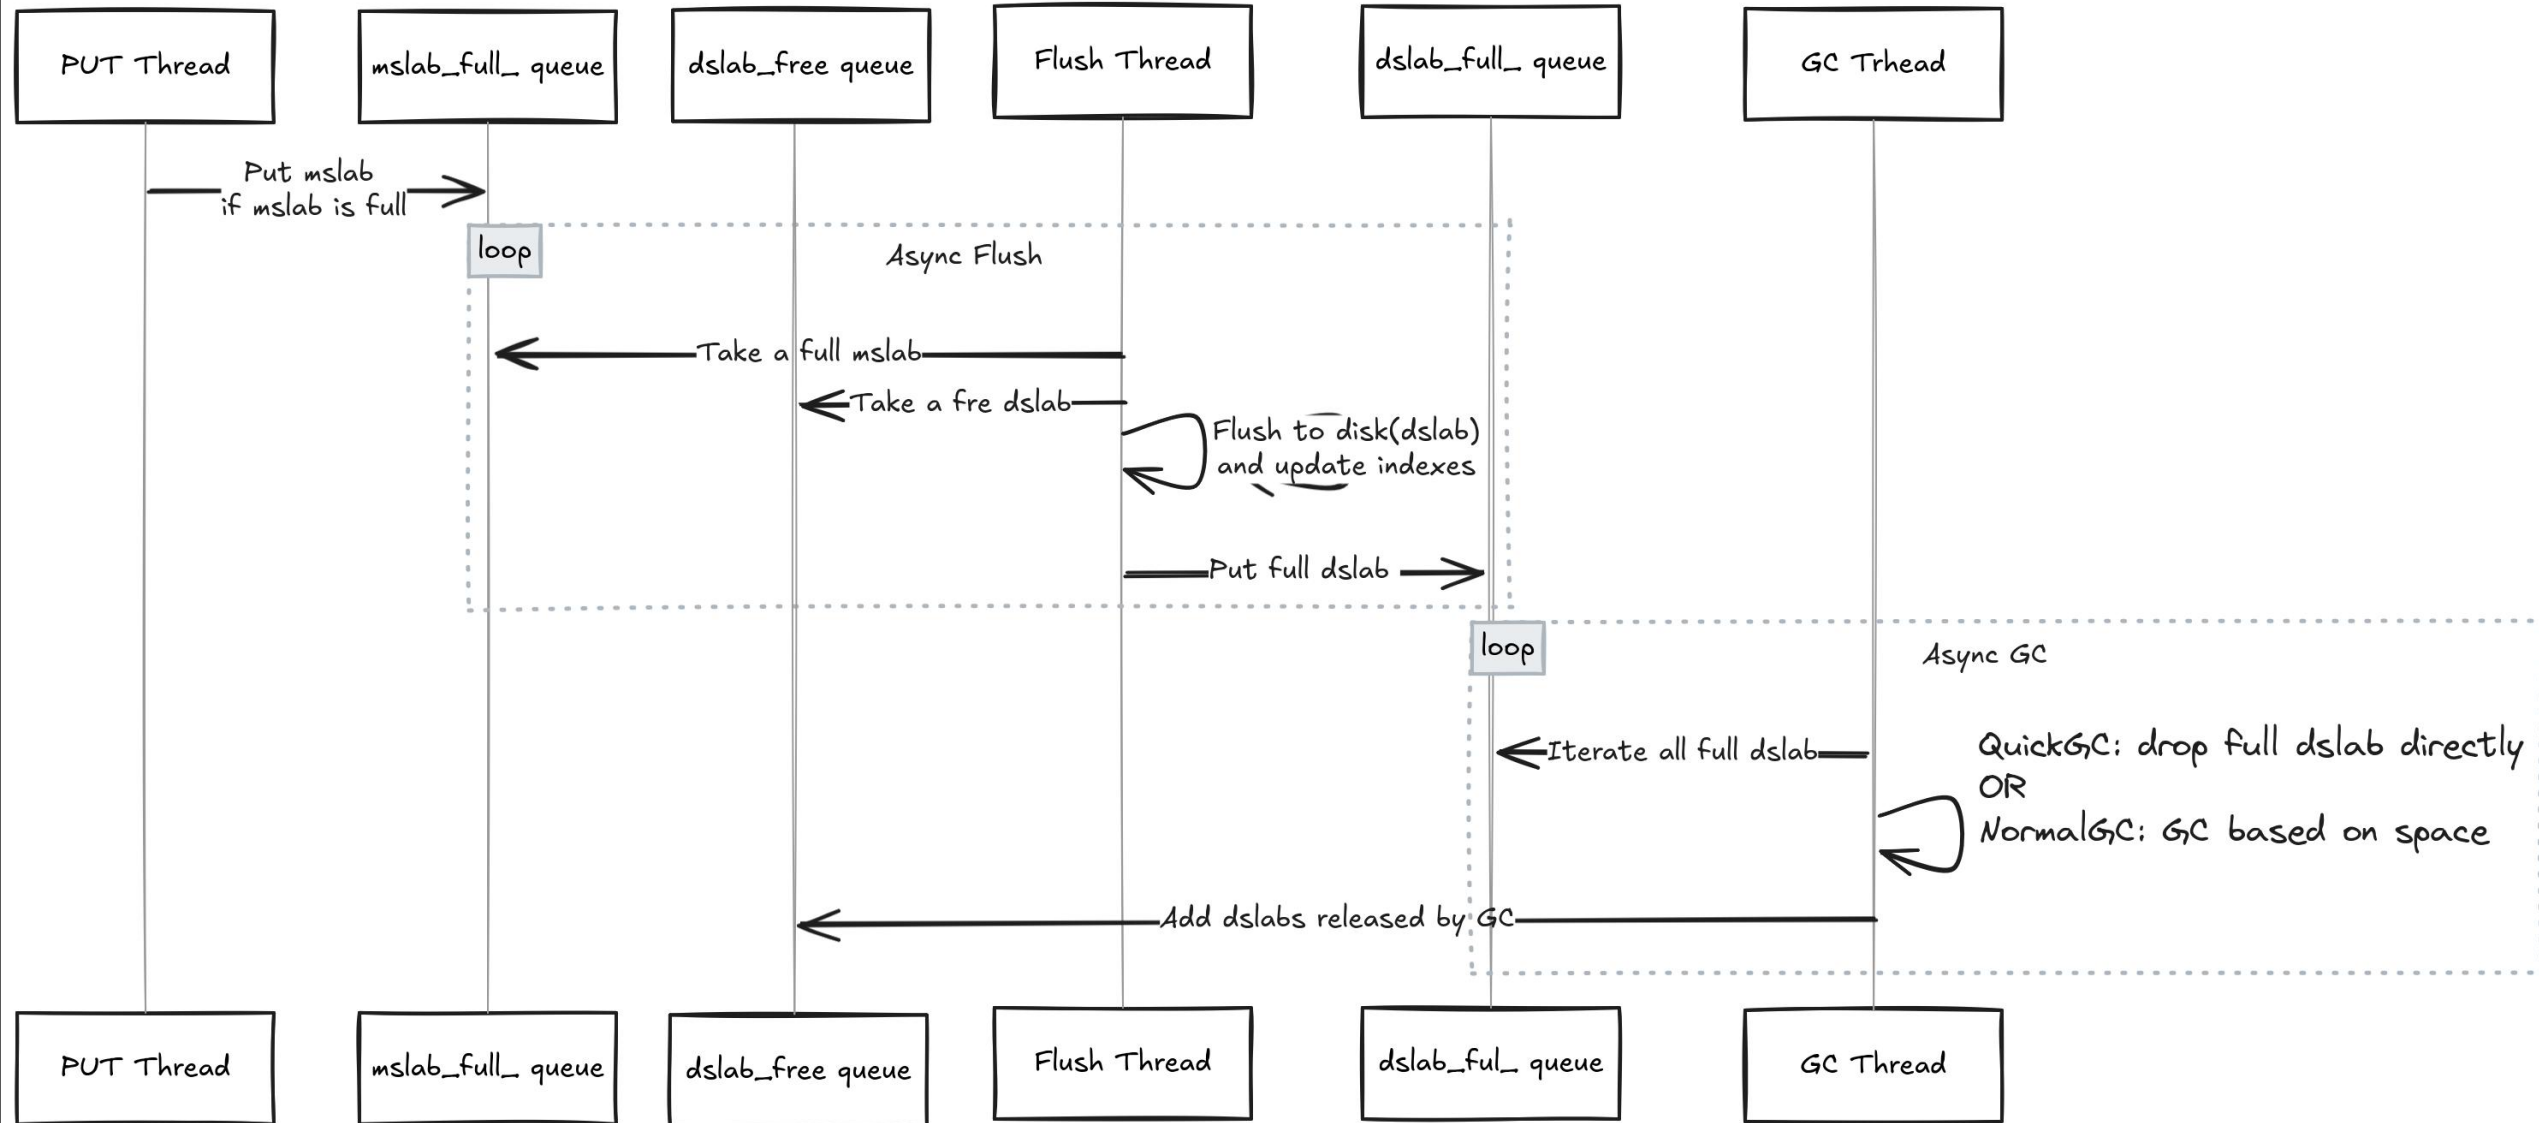 PUT Thread
mslab_full_ queue
dslab_free queue
Flush Thread
dslab_full_ queue
GC Trhead
Put mslab
if mslab is full
loop
Async Flush
Take a full mslab
Take a fre dslab
Flush to disk(dslab)
and update indexes
Put full dslab
loop
Async GC
Iterate all full dslab
QuickGC: drop full dslab directly
OR
NormalGC: GC based on space
Add dslabs released by GC
PUT Thread
mslab_full_ queue
dslab_free queue
Flush Thread
dslab_ful_ queue
GC Thread